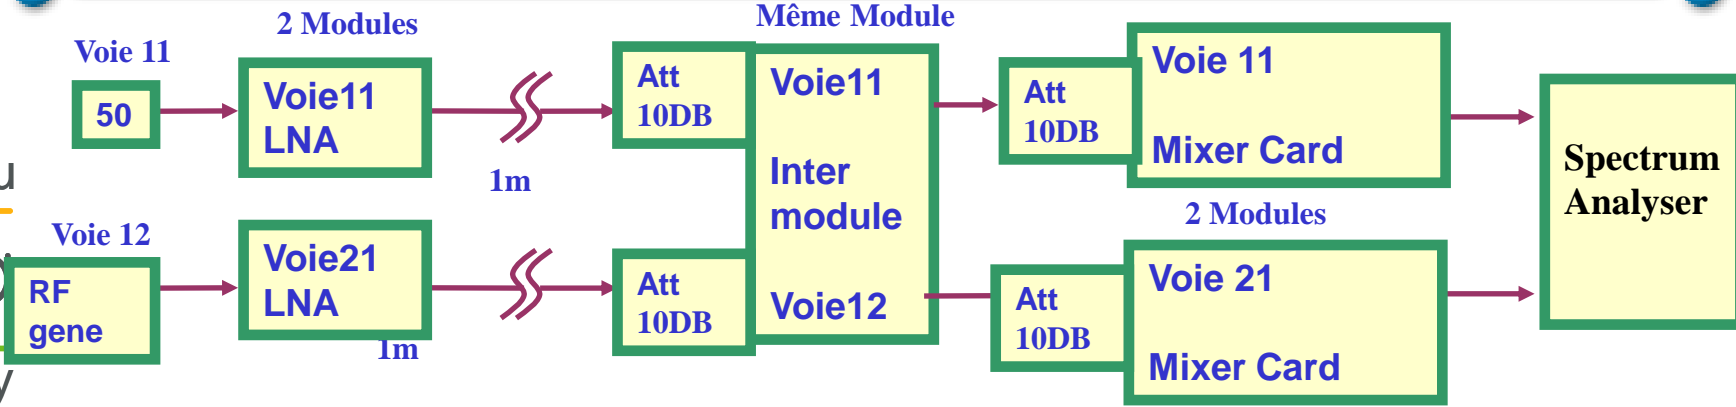 2 Modules
Même Module
Voie 11
50
Voie11
LNA
1m
Att
10DB
Voie11
Inter
module
Voie12
Att
10DB
Voie 11
Mixer Card
Spectrum
Analyser
Voie 12
RF
gene
Voie21
LNA
1m
Att
10DB
2 Modules
Att
10DB
Voie 21
Mixer Card